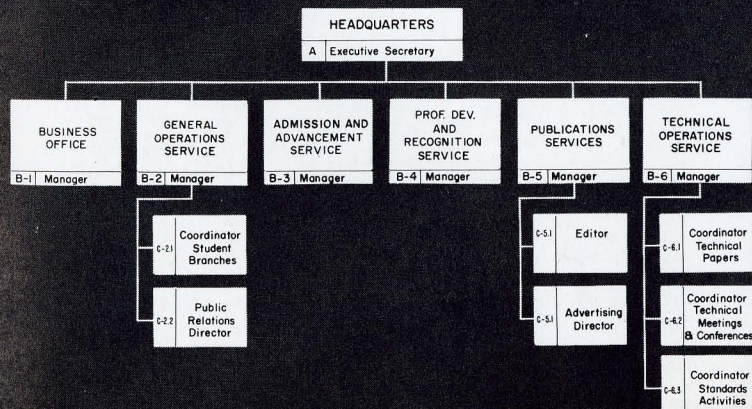 HEADQUARTERS
A Executive Secretary
BUSINESS
OFFICE
B-1 Manager
GENERAL
OPERATIONS
SERVICE
B-2 Manager
ADMISSION AND
ADVANCEMENT
SERVICE
B-3 Manager
PROF. DEV.
AND
RECOGNITION
SERVICE
B-4 Manager
PUBLICATIONS
SERVICES
B-5 Manager
TECHNICAL
OPERATIONS
SERVICE
B-6 Manager
C-2.1 Coordinator
Student
Branches
C-2.2 Public
Relations
Director
C-5.1 Editor
C-5.1 Advertising
Director
C-6.1 Coordinator
Technical
Papers
C-6.2 Coordinator
Technical
Meetings
& Conferences
C-6.3 Coordinator
Standards
Activities